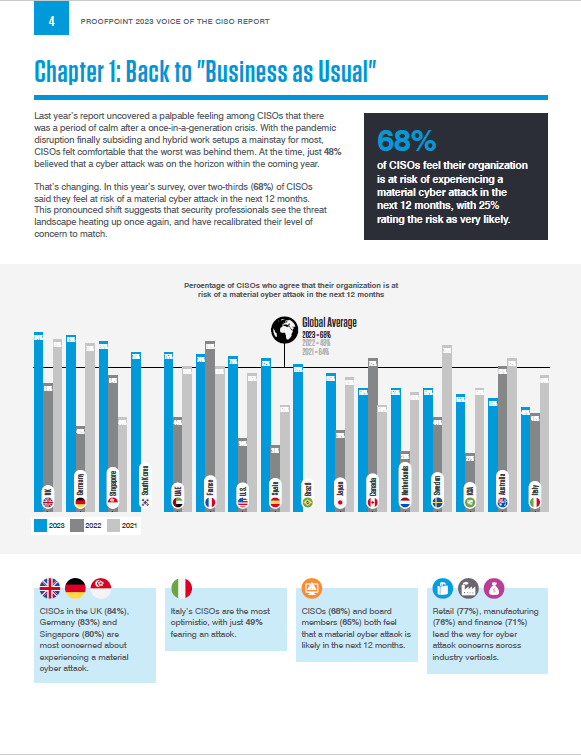 4
PROOFPOINT 2023 VOICE OF THE CISO REPORT
Chapter 1: Back to "Business as Usual"
Last year's report uncovered a palpable feeling among CISOs that there
was a period of calm after a once-in-a-generation crisis. With the pandemic
disruption finally subsiding and hybrid work setups a mainstay for most,
CISOs felt comfortable that the worst was behind them. At the time, just 48%
believed that a cyber attack was on the horizon within the coming year.
That's changing. In this year's survey, over two-thirds (68%) of CISOs
said they feel at risk of a material cyber attack in the next 12 months.
This pronounced shift suggests that security professionals see the threat
landscape heating up once again, and have recalibrated their level of
concern to match.
68%
of CISOs feel their organization
is at risk of experiencing a
material cyber attack in the
next 12 months, with 25%
rating the risk as very likely.
Percentage of CISOs who agree that their organization is at
risk of a material cyber attack in the next 12 months
Global Average
2023 - 68%
2022 - 48%
2021 - 64%
UK
Germany
Singapore
South Korea
UAE
France
U.S.
Spain
Brazil
Japan
Canada
Netherlands
Sweden
KSA
Australia
Italy
2023
2022
2021
CISOs in the UK (84%),
Germany (83%) and
Singapore (80%) are
most concerned about
experiencing a material
cyber attack.
Italy's CISOs are the most
optimistic, with just 49%
fearing an attack.
CISOs (68%) and board
members (65%) both feel
that a material cyber attack is
likely in the next 12 months.
Retail (77%), manufacturing
(76%) and finance (71%)
lead the way for cyber
attack concerns across
industry verticals.